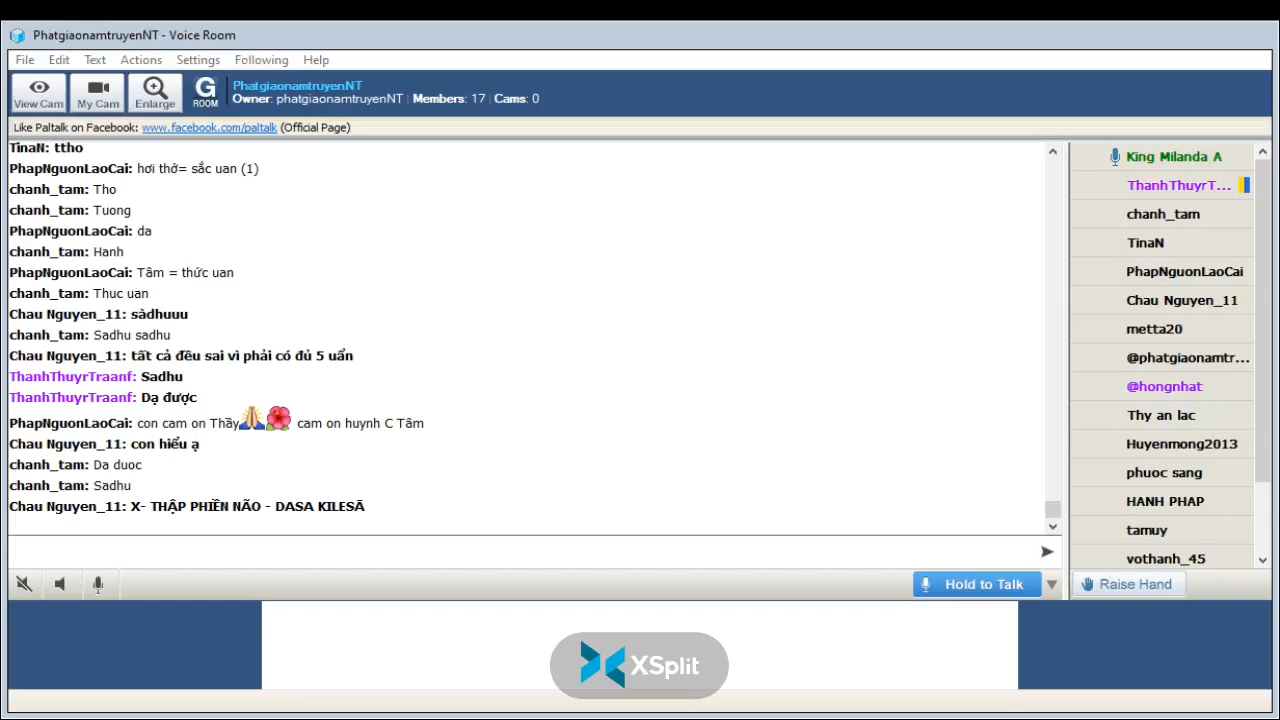 PhatgiaonamtruyenNT - Voice Room
File Edit Text Actions Settings Following Help
View Cam My Cam Enlarge G ROOM
PhatgiaonamtruyenNT
Owner: phatgiaonamtruyenNT | Members: 17 | Cams: 0
Like Paltalk on Facebook: www.facebook.com/paltalk (Official Page)
TinaN: ttho
PhapNguonLaoCai: hơi thở= sắc uan (1)
chanh_tam: Tho
chanh_tam: Tuong
PhapNguonLaoCai: da
chanh_tam: Hanh
PhapNguonLaoCai: Tâm = thức uan
chanh_tam: Thuc uan
Chau Nguyen_11: sàdhuuu
chanh_tam: Sadhu sadhu
Chau Nguyen_11: tất cả đều sai vì phải có đủ 5 uẩn
ThanhThuyrTraanf: Sadhu
ThanhThuyrTraanf: Dạ được
PhapNguonLaoCai: con cam on Thầy cam on huynh C Tâm
Chau Nguyen_11: con hiểu ạ
chanh_tam: Da duoc
chanh_tam: Sadhu
Chau Nguyen_11: X- THẬP PHIỀN NÃO - DASA KILESĀ
King Milanda A
ThanhThuyrT...
chanh_tam
TinaN
PhapNguonLaoCai
Chau Nguyen_11
metta20
@phatgiaonamtr...
@hongnhat
Thy an lac
Huyenmong2013
phuoc sang
HANH PHAP
tamuy
vothanh_45
Hold to Talk
Raise Hand
XSplit